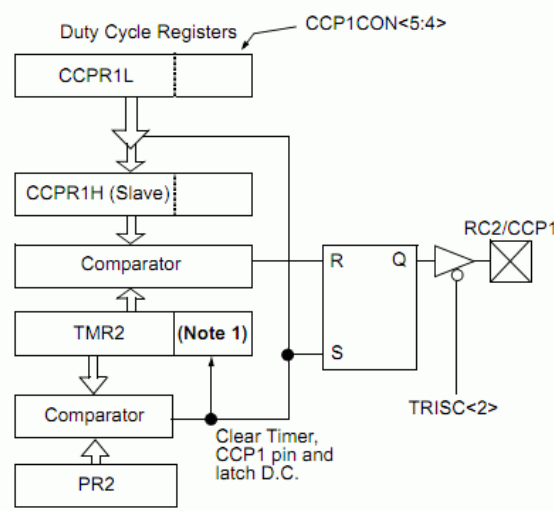 Duty Cycle Registers
CCP1CON<5:4>
CCPR1L
CCPR1H (Slave)
Comparator
TMR2
(Note 1)
Comparator
PR2
Clear Timer,
CCP1 pin and
latch D.C.
R
Q
S
RC2/CCP1
TRISC<2>